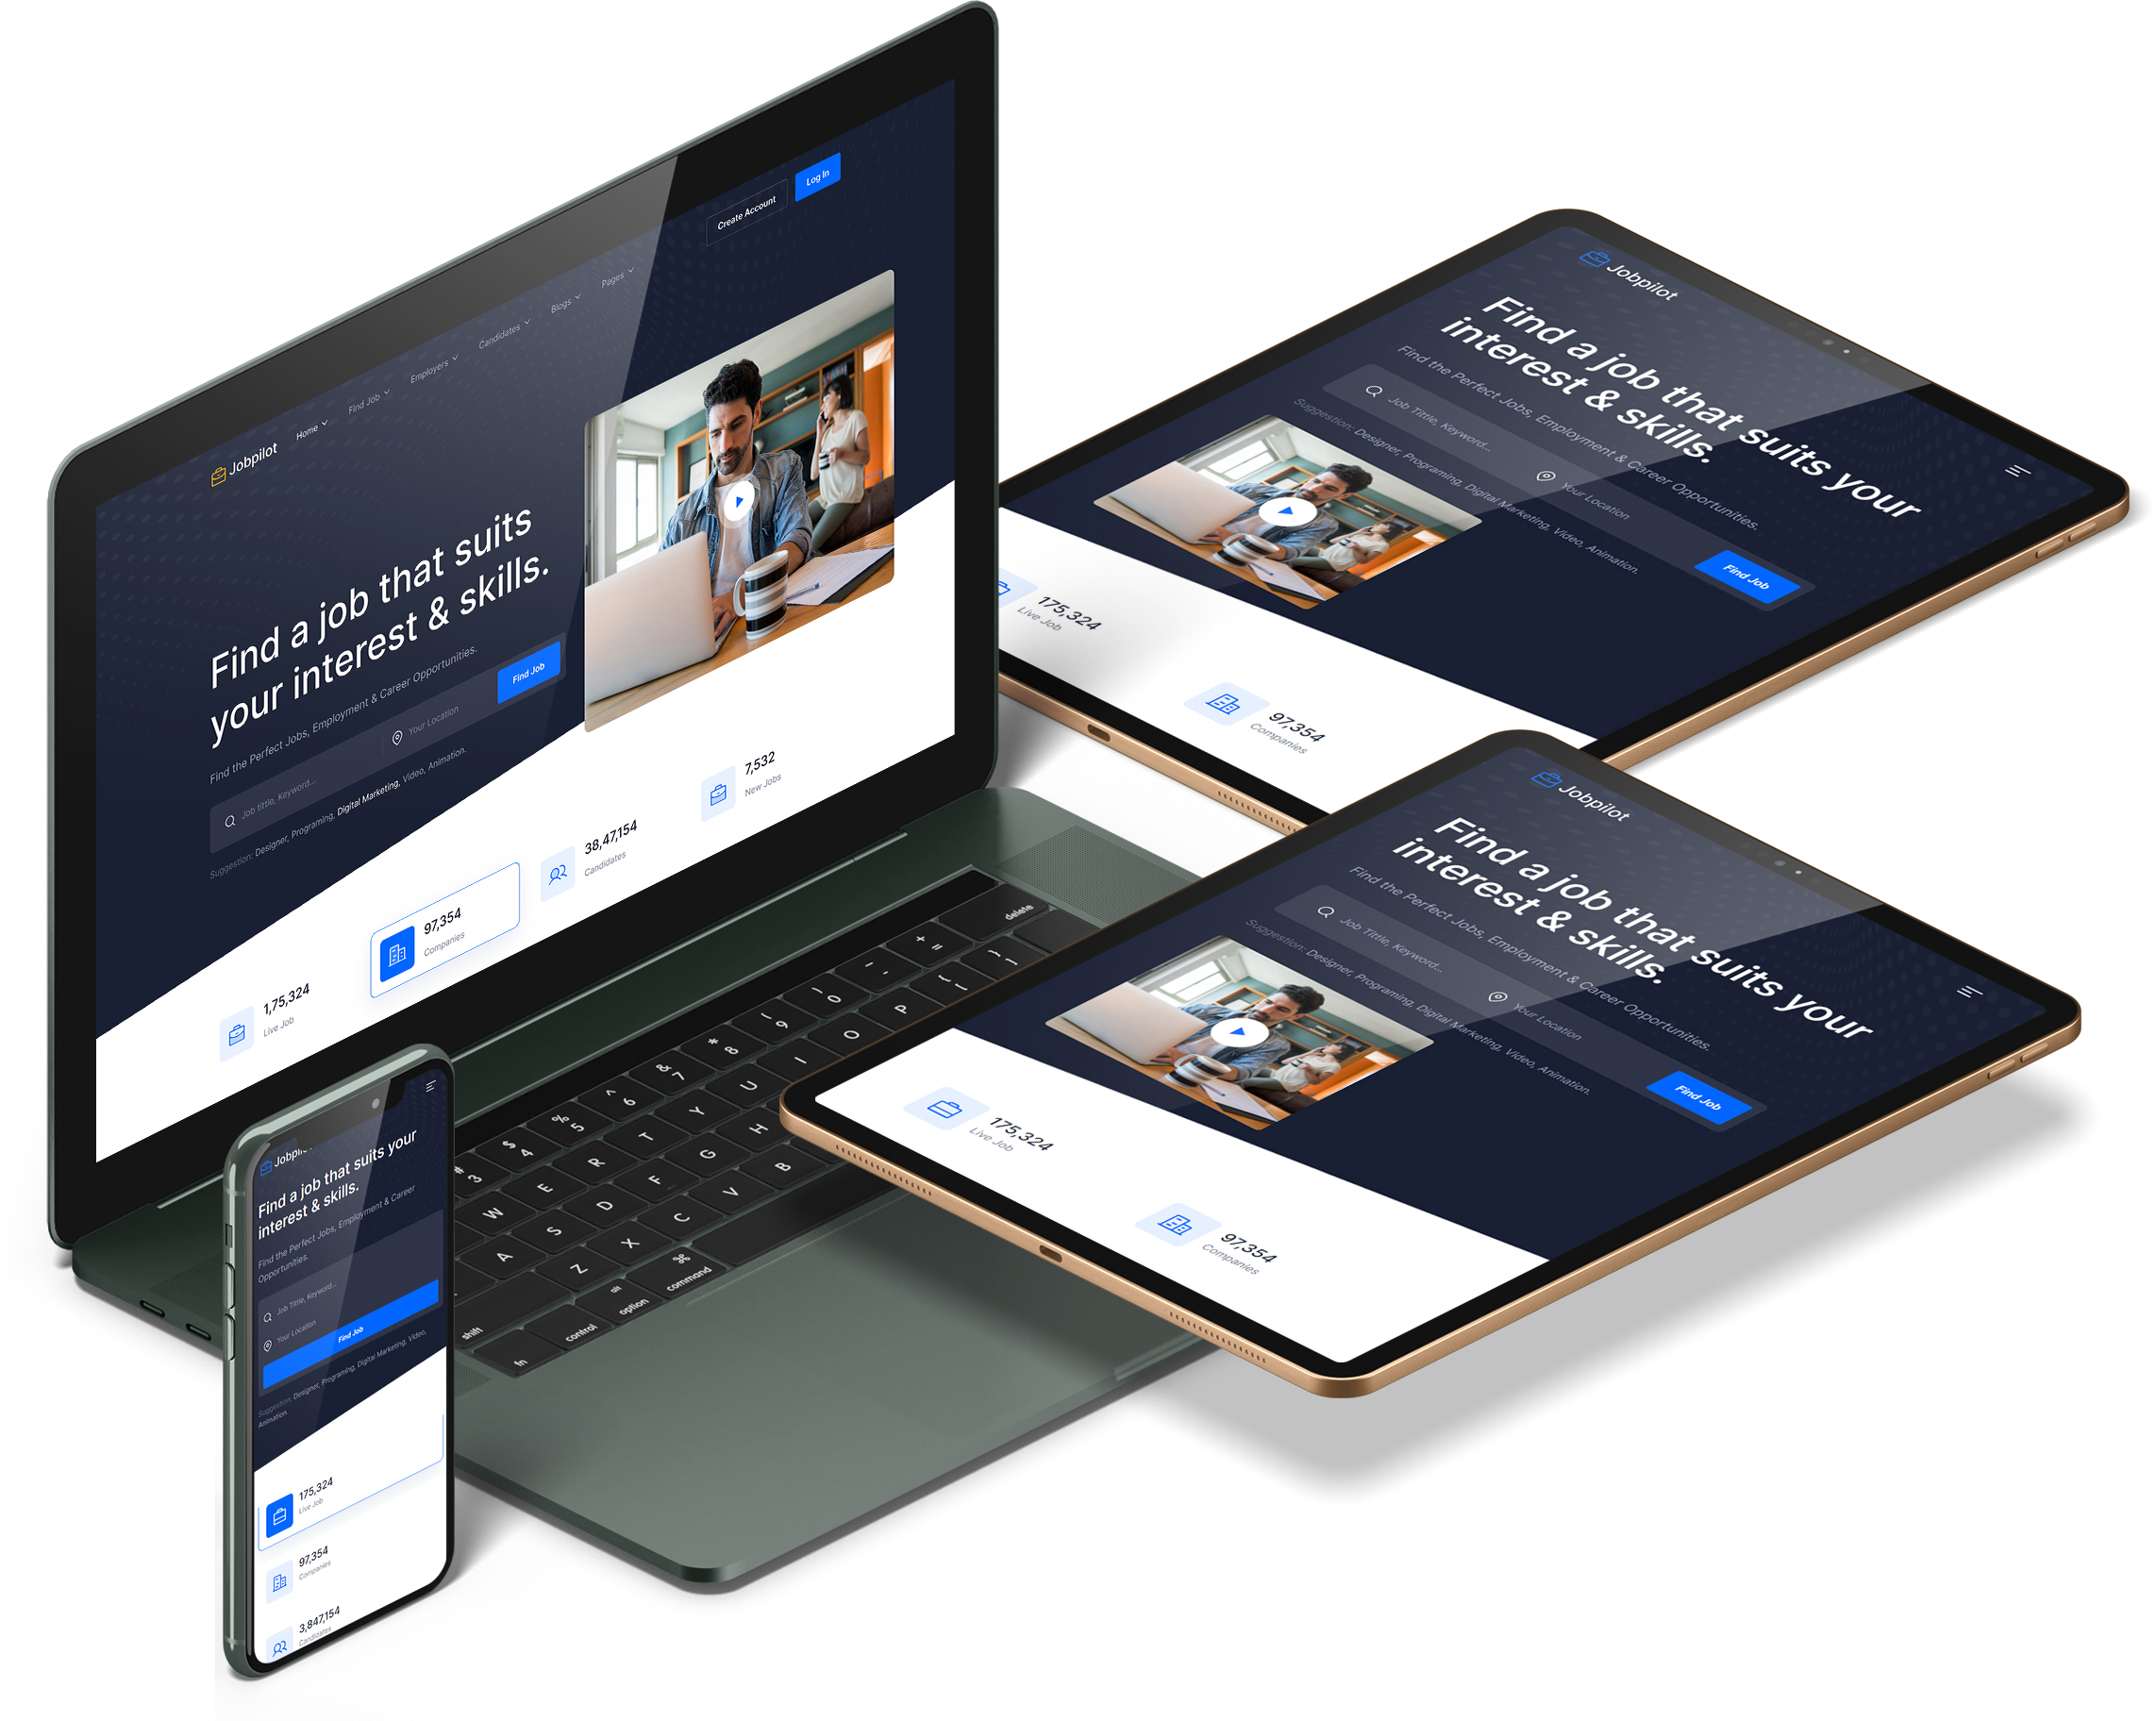 Create Account
Log In
Jobpilot
Home
Find Job
Employers
Candidates
Blogs
Pages
Find a job that suits
your interest & skills.
Find the Perfect Jobs, Employment & Career Opportunities.
Job tittle, Keyword...
Your Location
Find Job
Suggestion: Designer, Programing, Digital Marketing, Video, Animation.
1,75,324
Live Job
97,354
Companies
38,47,154
Candidates
7,532
New Jobs
Jobpilot
Find a job that suits your
interest & skills.
Find the Perfect Jobs, Employment & Career Opportunities.
Job Tittle, Keyword...
Your Location
Find Job
Suggestion: Designer, Programing, Digital Marketing, Video, Animation.
175,324
Live Job
97,354
Companies
Jobpilot
Find a job that suits your
interest & skills.
Find the Perfect Jobs, Employment & Career Opportunities.
Job Tittle, Keyword...
Your Location
Find Job
Suggestion: Designer, Programing, Digital Marketing, Video, Animation.
175,324
Live Job
97,354
Companies
Find a job that suits your
interest & skills.
Find the Perfect Jobs, Employment & Career
Opportunities.
Job Tittle, Keyword...
Your Location
Find Job
Suggestion: Designer, Programing, Digital Marketing, Video,
Animation.
175,324
Live Job
97,354
Companies
3,847,154
Candidates
delete
# 3 $ 4 % 5 ^ 6 & 7 * 8 ( 9 ) 0 + =
W E R T Y U I O P { [ } ]
A S D F G H
Z X C V B
shift
fn
control
alt
option
⌘
command